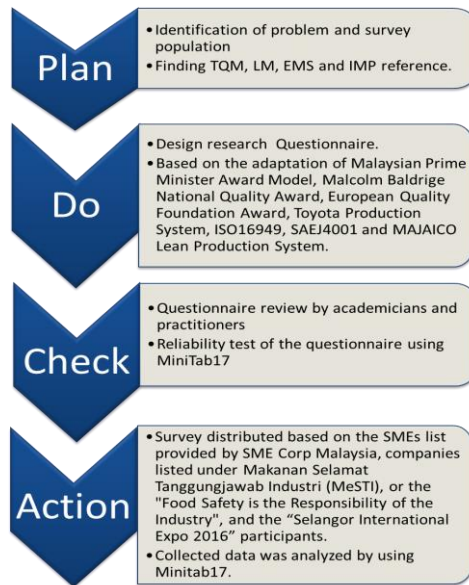 Plan
• Identification of problem and survey
population
• Finding TQM, LM, EMS and IMP reference.
Do
• Design research Questionnaire.
• Based on the adaptation of Malaysian Prime
Minister Award Model, Malcolm Baldrige
National Quality Award, European Quality
Foundation Award, Toyota Production
System, ISO16949, SAEJ4001 and MAJAICO
Lean Production System.
Check
• Questionnaire review by academicians and
practitioners
• Reliability test of the questionnaire using
MiniTab17
Action
• Survey distributed based on the SMEs list
provided by SME Corp Malaysia, companies
listed under Makanan Selamat
Tanggungjawab Industri (MeSTI), or the
"Food Safety is the Responsibility of the
Industry", and the “Selangor International
Expo 2016” participants.
• Collected data was analyzed by using
Minitab17.